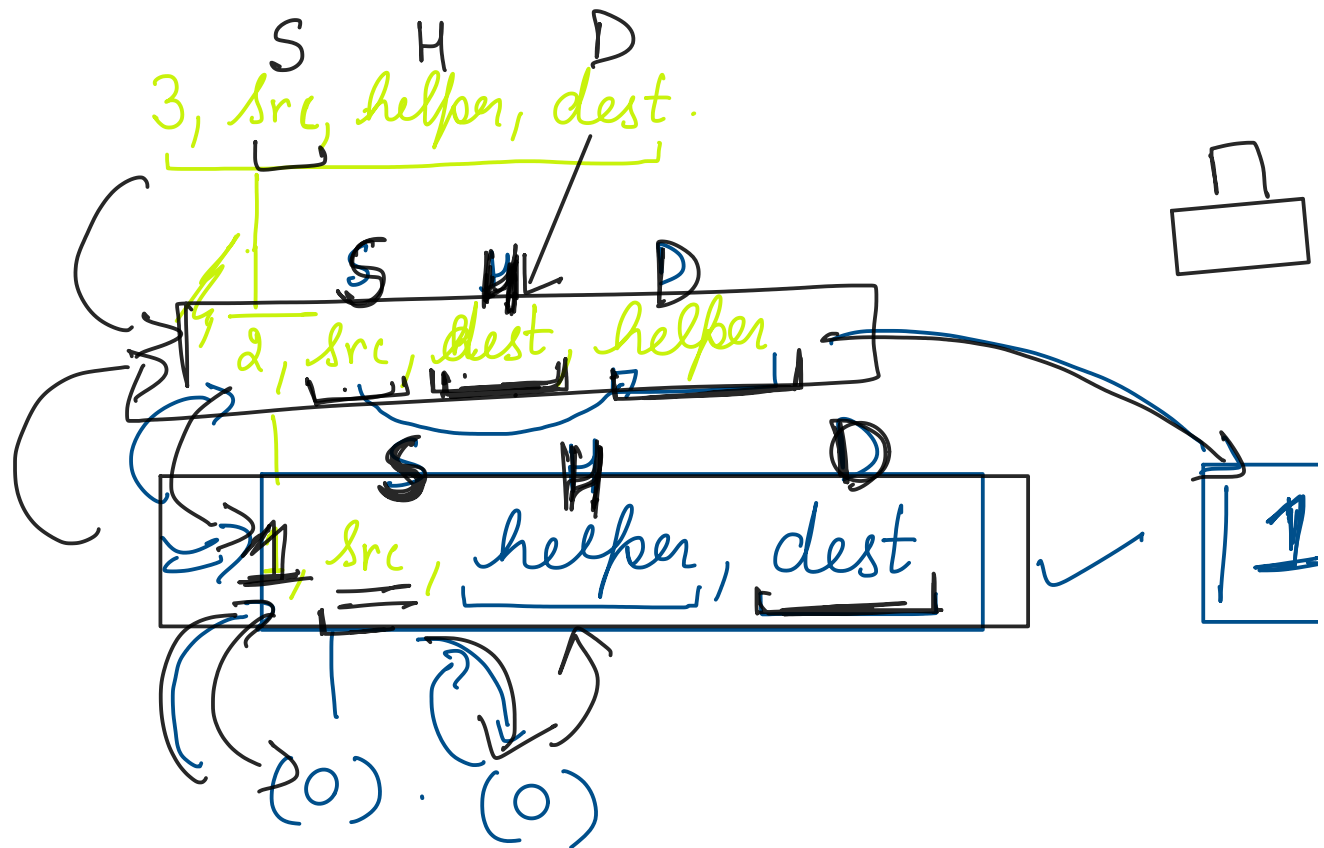 S H D
3, src, helper, dest.
S H D
2, src, dest, helper
S H D
1, src, helper, dest
1
(0) . (0)